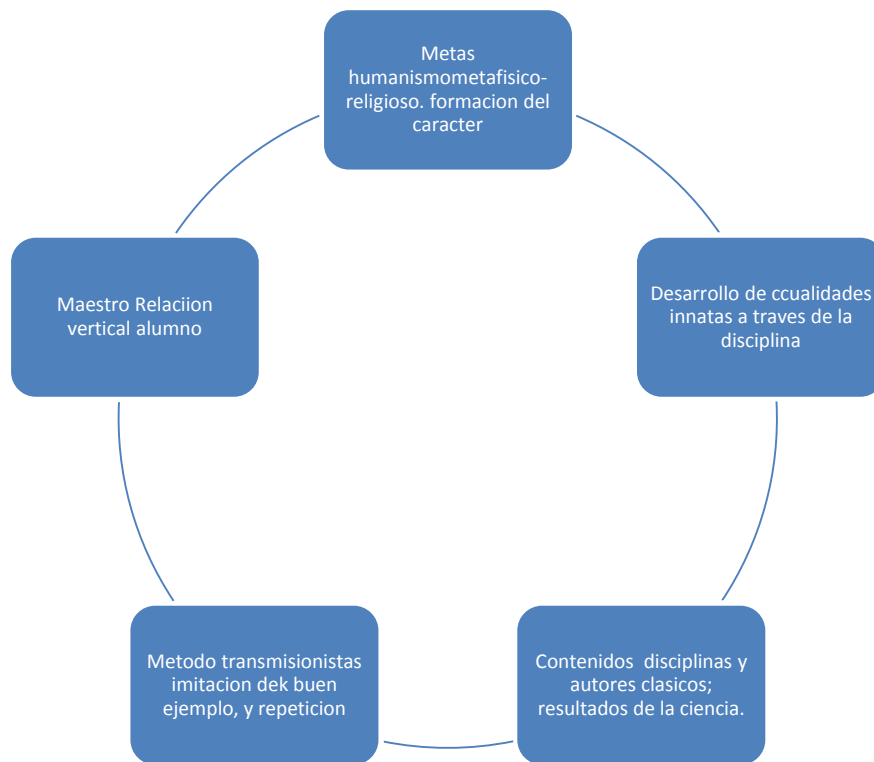 Metas
humanismometafisico-
religioso. formacion del
caracter
Desarrollo de ccualidades
innatas a traves de la
disciplina
Contenidos disciplinas y
autores clasicos;
resultados de la ciencia.
Metodo transmisionistas
imitacion dek buen
ejemplo, y repeticion
Maestro Relaciion
vertical alumno